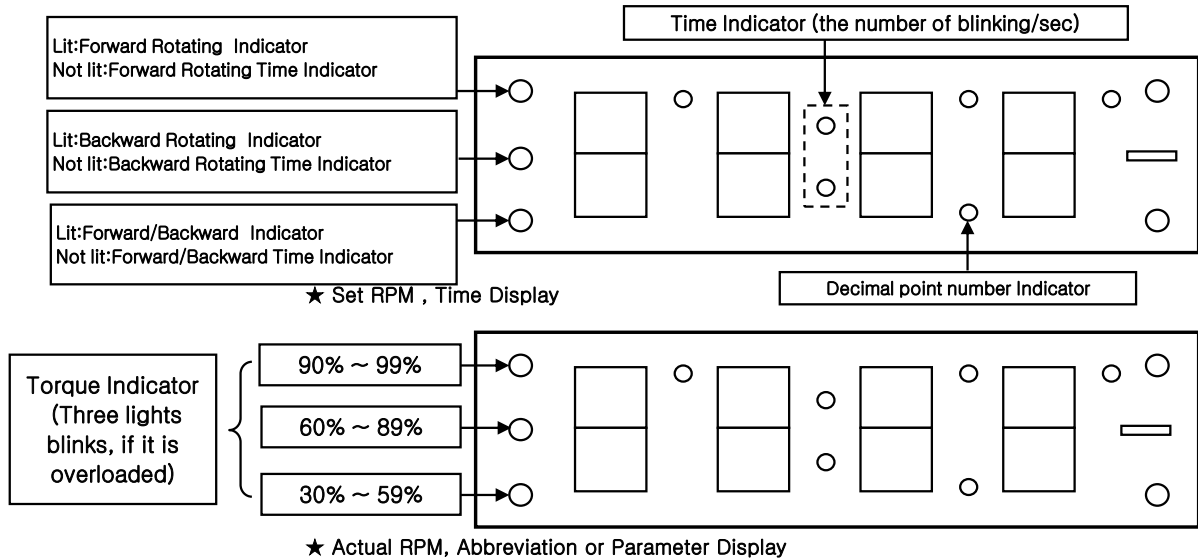 Time Indicator (the number of blinking/sec)
Lit:Forward Rotating Indicator
Not lit:Forward Rotating Time Indicator
Lit:Backward Rotating Indicator
Not lit:Backward Rotating Time Indicator
Lit:Forward/Backward Indicator
Not lit:Forward/Backward Time Indicator
Decimal point number Indicator
★ Set RPM , Time Display
Torque Indicator
(Three lights
blinks, if it is
overloaded)
90% ~ 99%
60% ~ 89%
30% ~ 59%
★ Actual RPM, Abbreviation or Parameter Display